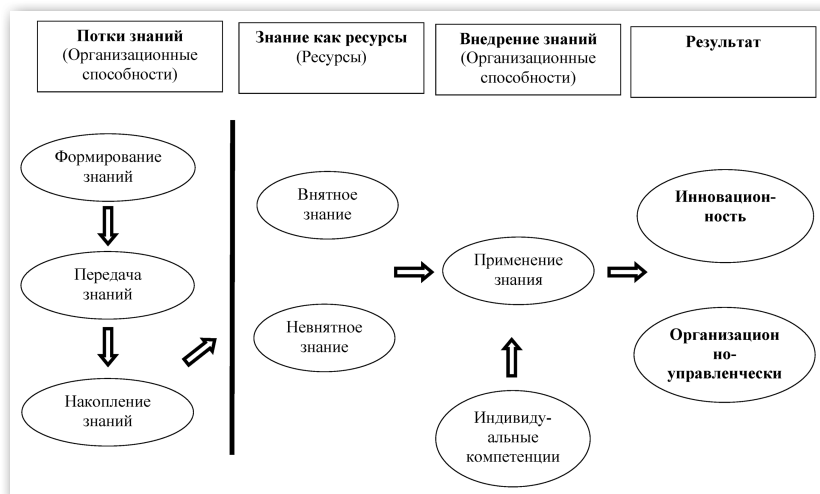 Потки знаний
(Организационные
способности)
Знание как ресурсы
(Ресурсы)
Внедрение знаний
(Организационные
способности)
Результат
Формирование
знаний
Передача
знаний
Накопление
знаний
Внятное
знание
Невнятное
знание
Применение
знания
Индивиду-
альные
компетенции
Инновацион-
ность
Организацион
но-
управленчески